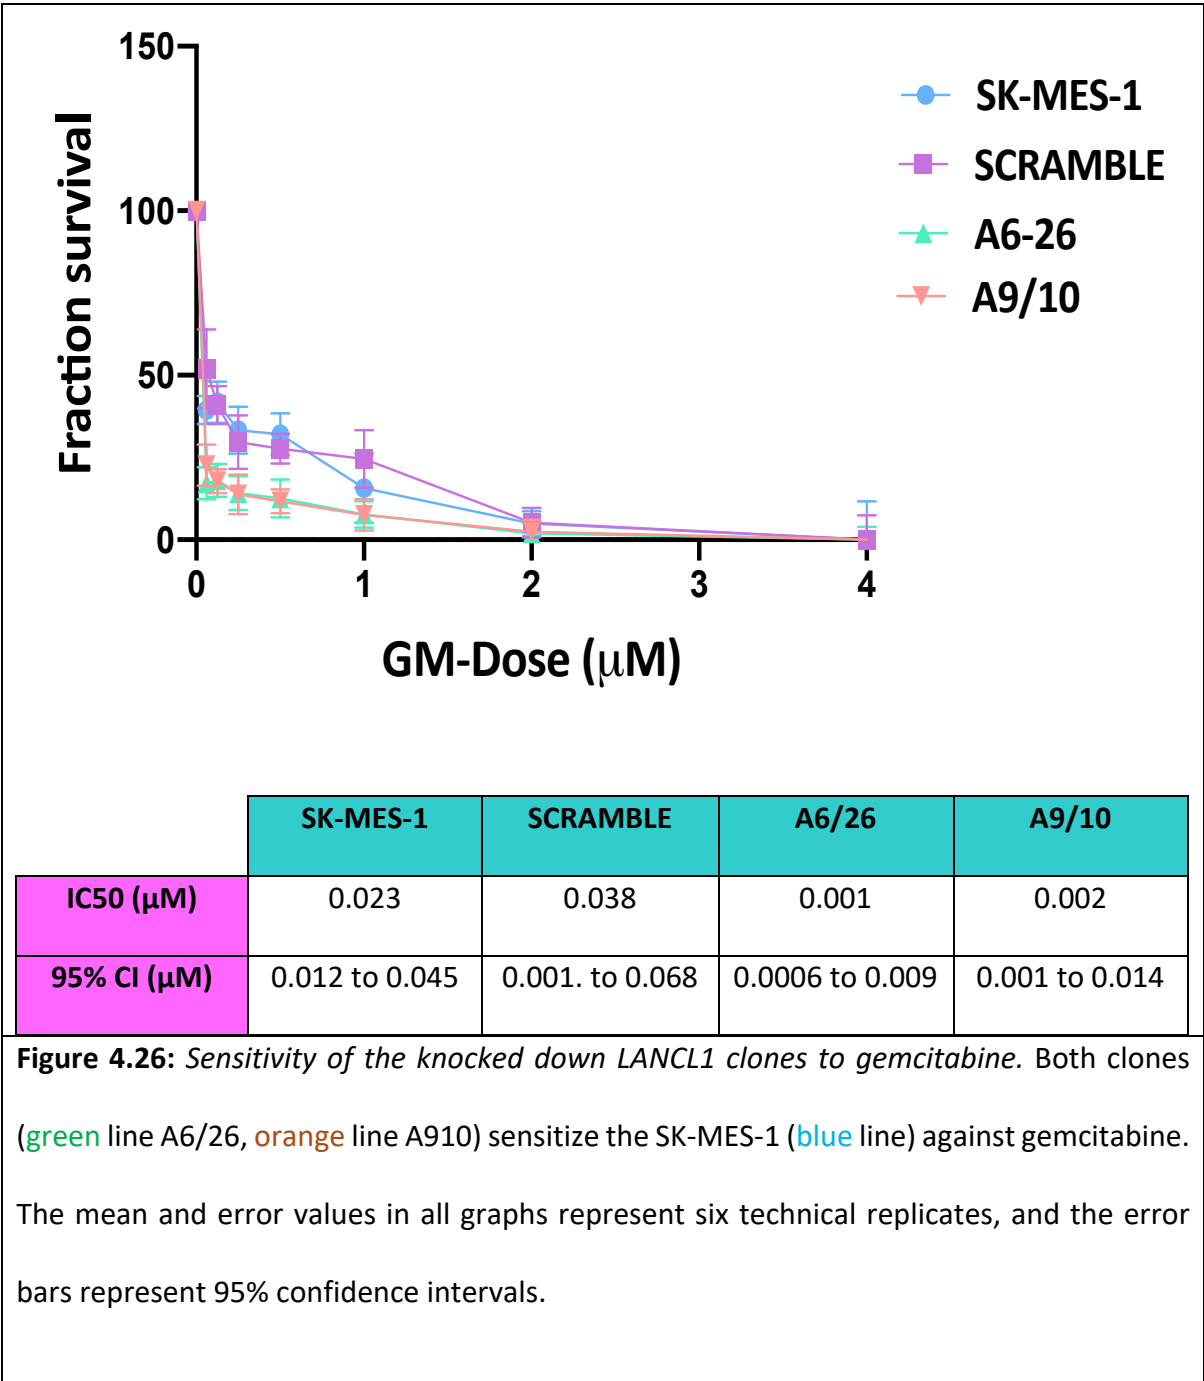 150
100
50
0
Fraction survival
0 1 2 3 4
GM-Dose (μM)
SK-MES-1
SCRAMBLE
A6-26
A9/10
SK-MES-1 SCRAMBLE A6/26 A9/10
IC50 (μM) 0.023 0.038 0.001 0.002
95% CI (μM) 0.012 to 0.045 0.001. to 0.068 0.0006 to 0.009 0.001 to 0.014
Figure 4.26: Sensitivity of the knocked down LANCL1 clones to gemcitabine. Both clones
(green line A6/26, orange line A910) sensitize the SK-MES-1 (blue line) against gemcitabine.
The mean and error values in all graphs represent six technical replicates, and the error
bars represent 95% confidence intervals.